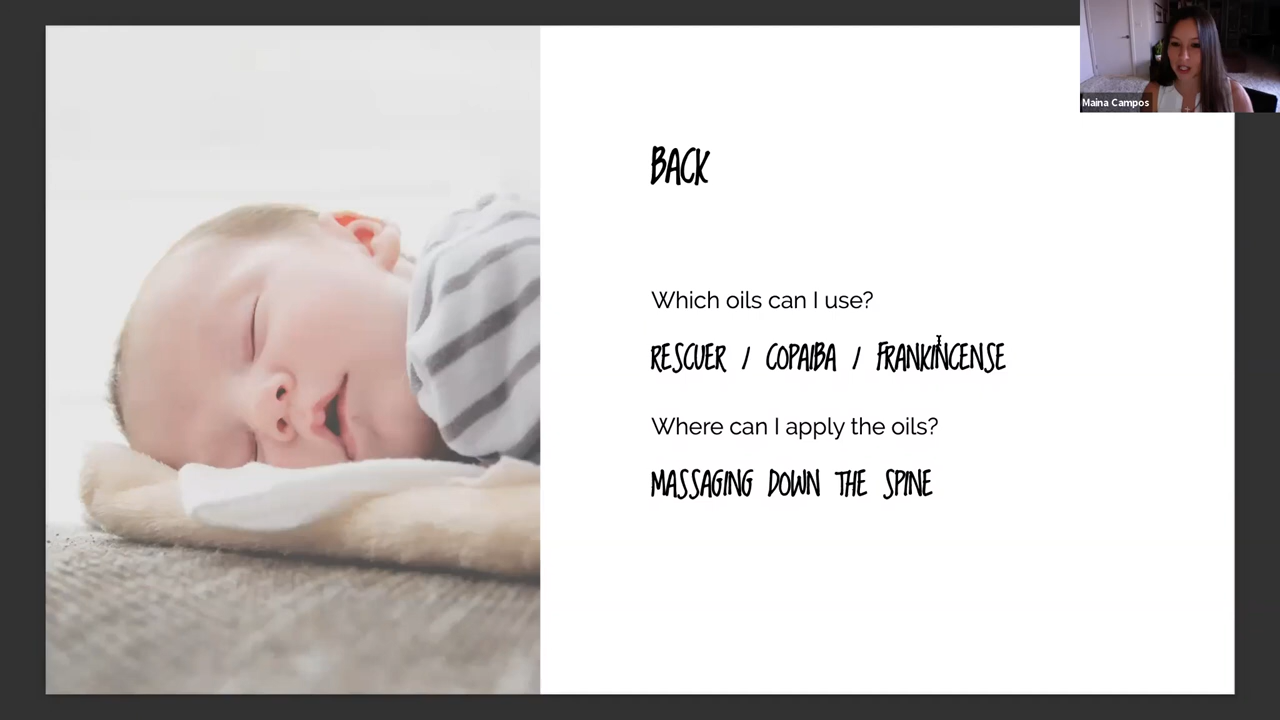 Maina Campos
BACK
Which oils can I use?
RESCUER / COPAIBA / FRANKINCENSE
Where can I apply the oils?
MASSAGING DOWN THE SPINE